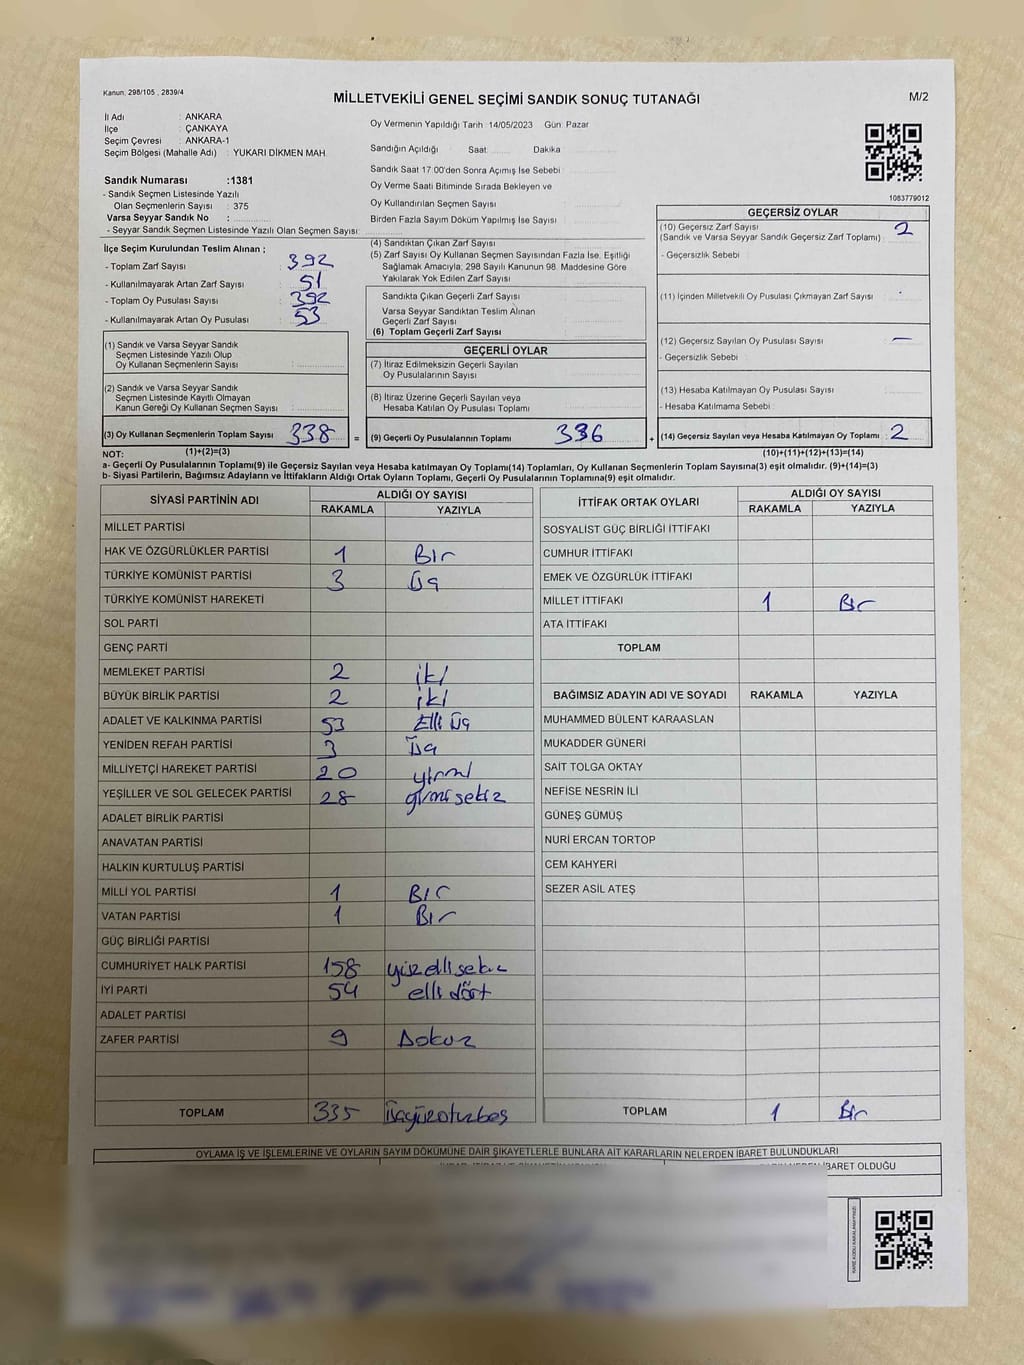 Kanun, 298/105 , 2839/4
MİLLETVEKİLİ GENEL SEÇİMİ SANDIK SONUÇ TUTANAĞI
M/2
İl Adı : ANKARA
İlçe : ÇANKAYA
Seçim Çevresi : ANKARA-1
Seçim Bölgesi (Mahalle Adı) : YUKARI DİKMEN MAH.
Sandık Numarası :1381
- Sandık Seçmen Listesinde Yazılı
Olan Seçmenlerin Sayısı : 375
Varsa Seyyar Sandık No :
- Seyyar Sandık Seçmen Listesinde Yazılı Olan Seçmen Sayısı:
Oy Vermenin Yapıldığı Tarih :14/05/2023 Gün: Pazar
Sandığın Açıldığı Saat: Dakika
Sandık Saat 17:00'den Sonra Açımış İse Sebebi :
Oy Verme Saati Bitiminde Sırada Bekleyen ve
Oy Kullandırılan Seçmen Sayısı :
Birden Fazla Sayım Döküm Yapılmış İse Sayısı :
1083779012
İlçe Seçim Kurulundan Teslim Alınan ;
- Toplam Zarf Sayısı : 392
- Kullanılmayarak Artan Zarf Sayısı : 51
- Toplam Oy Pusulası Sayısı : 392
- Kullanılmayarak Artan Oy Pusulası : 53
(1) Sandık ve Varsa Seyyar Sandık
Seçmen Listesinde Yazılı Olup
Oy Kullanan Seçmenlerin Sayısı :
(2) Sandık ve Varsa Seyyar Sandık
Seçmen Listesinde Kayıtlı Olmayan
Kanun Gereği Oy Kullanan Seçmen Sayısı :
(3) Oy Kullanan Seçmenlerin Toplam Sayısı : 338
(4) Sandıktan Çıkan Zarf Sayısı
(5) Zarf Sayısı Oy Kullanan Seçmen Sayısından Fazla İse, Eşitliği
Sağlamak Amacıyla, 298 Sayılı Kanunun 98. Maddesine Göre
Yakılarak Yok Edilen Zarf Sayısı
Sandıkta Çıkan Geçerli Zarf Sayısı
Varsa Seyyar Sandıktan Teslim Alınan
Geçerli Zarf Sayısı
(6) Toplam Geçerli Zarf Sayısı
GEÇERLİ OYLAR
(7) İtiraz Edilmeksizin Geçerli Sayılan
Oy Pusulalarının Sayısı
(8) İtiraz Üzerine Geçerli Sayılan veya
Hesaba Katılan Oy Pusulası Toplamı
= (9) Geçerli Oy Pusulalarının Toplamı 336
GEÇERSİZ OYLAR
(10) Geçersiz Zarf Sayısı
(Sandık ve Varsa Seyyar Sandık Geçersiz Zarf Toplamı) : 2
- Geçersizlik Sebebi :
(11) İçinden Milletvekili Oy Pusulası Çıkmayan Zarf Sayısı :
(12) Geçersiz Sayılan Oy Pusulası Sayısı : —
- Geçersizlik Sebebi :
(13) Hesaba Katılmayan Oy Pusulası Sayısı :
- Hesaba Katılmama Sebebi :
+ (14) Geçersiz Sayılan veya Hesaba Katılmayan Oy Toplamı : 2
NOT: (1)+(2)=(3) (10)+(11)+(12)+(13)=(14)
a- Geçerli Oy Pusulalarının Toplamı(9) ile Geçersiz Sayılan veya Hesaba katılmayan Oy Toplamı(14) Toplamları, Oy Kullanan Seçmenlerin Toplam Sayısına(3) eşit olmalıdır. (9)+(14)=(3)
b- Siyasi Partilerin, Bağımsız Adayların ve İttifakların Aldığı Ortak Oyların Toplamı, Geçerli Oy Pusulalarının Toplamına(9) eşit olmalıdır.
SİYASİ PARTİNİN ADI ALDIĞI OY SAYISI
RAKAMLA YAZIYLA
MİLLET PARTİSİ
HAK VE ÖZGÜRLÜKLER PARTİSİ 1 Bır
TÜRKİYE KOMÜNİST PARTİSİ 3 Üç
TÜRKİYE KOMÜNİST HAREKETİ
SOL PARTİ
GENÇ PARTİ
MEMLEKET PARTİSİ 2 iki
BÜYÜK BİRLİK PARTİSİ 2 iki
ADALET VE KALKINMA PARTİSİ 53 Elli Üç
YENİDEN REFAH PARTİSİ 3 Üç
MİLLİYETÇİ HAREKET PARTİSİ 20 yirmi
YEŞİLLER VE SOL GELECEK PARTİSİ 28 yirmi sekiz
ADALET BİRLİK PARTİSİ
ANAVATAN PARTİSİ
HALKIN KURTULUŞ PARTİSİ
MİLLİ YOL PARTİSİ 1 Bır
VATAN PARTİSİ 1 Bır
GÜÇ BİRLİĞİ PARTİSİ
CUMHURİYET HALK PARTİSİ 158 yüz elli sekiz
İYİ PARTİ 54 elli dört
ADALET PARTİSİ
ZAFER PARTİSİ 9 Dokuz
TOPLAM 335 Üçyüzotuzbeş
İTTİFAK ORTAK OYLARI ALDIĞI OY SAYISI
RAKAMLA YAZIYLA
SOSYALİST GÜÇ BİRLİĞİ İTTİFAKI
CUMHUR İTTİFAKI
EMEK VE ÖZGÜRLÜK İTTİFAKI
MİLLET İTTİFAKI 1 Bır
ATA İTTİFAKI
TOPLAM
BAĞIMSIZ ADAYIN ADI VE SOYADI RAKAMLA YAZIYLA
MUHAMMED BÜLENT KARAASLAN
MUKADDER GÜNERİ
SAİT TOLGA OKTAY
NEFİSE NESRİN İLİ
GÜNEŞ GÜMÜŞ
NURİ ERCAN TORTOP
CEM KAHYERİ
SEZER ASİL ATEŞ
TOPLAM 1 Bır
OYLAMA İŞ VE İŞLEMLERİNE VE OYLARIN SAYIM DÖKÜMÜNE DAİR ŞİKAYETLERLE BUNLARA AİT KARARLARIN NELERDEN İBARET BULUNDUKLARI
İBARET OLDUĞU